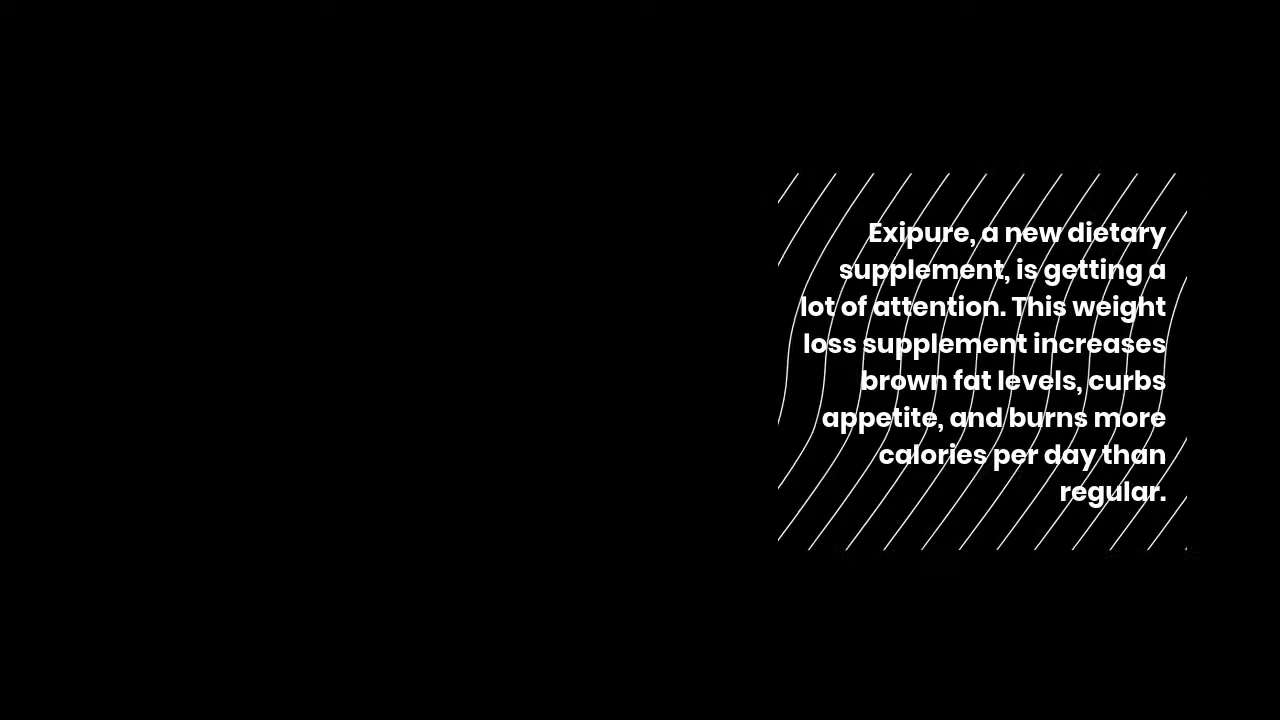 Exipure, a new dietary
supplement, is getting a
lot of attention. This weight
loss supplement increases
brown fat levels, curbs
appetite, and burns more
calories per day than
regular.